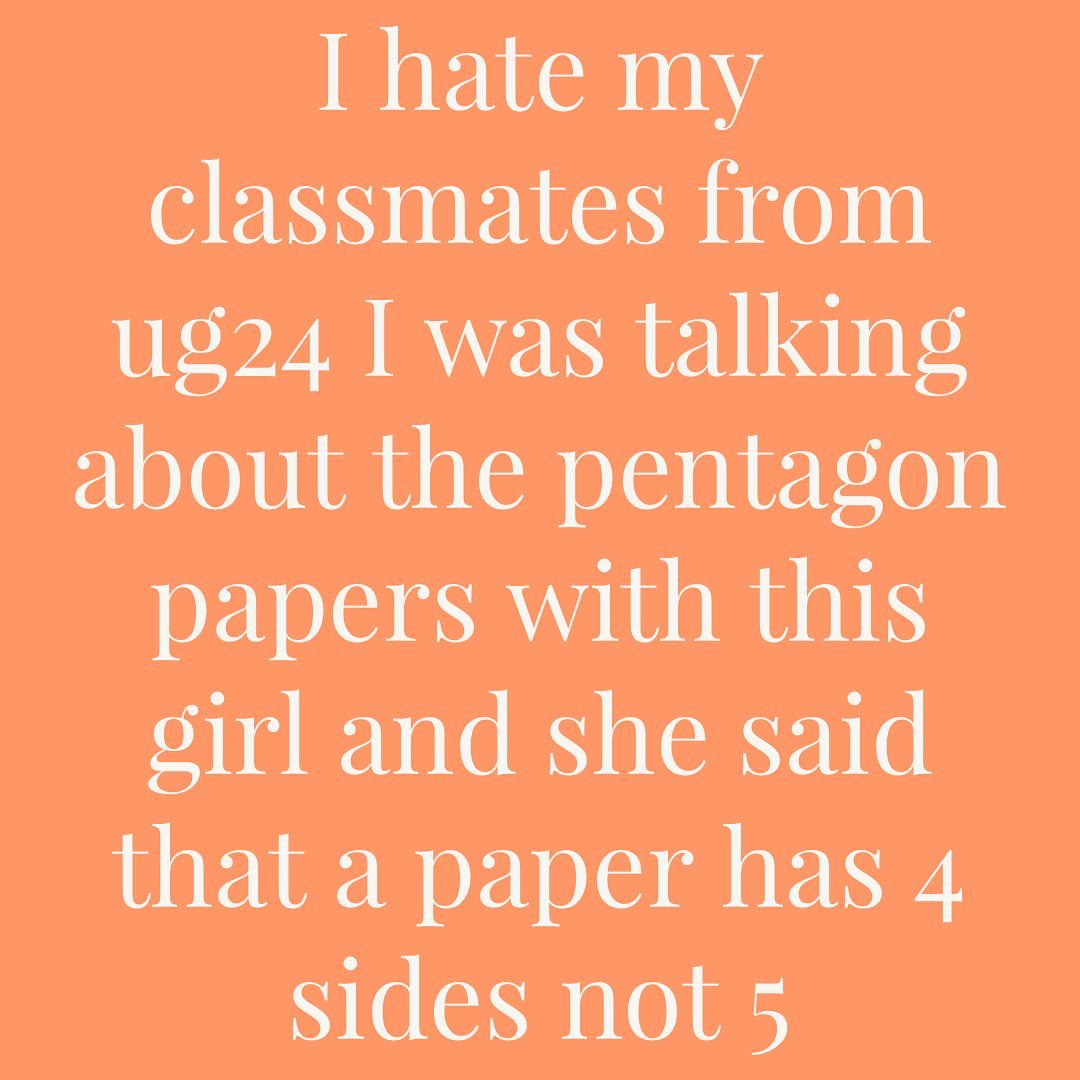 I hate my
classmates from
ug24 I was talking
about the pentagon
papers with this
girl and she said
that a paper has 4
sides not 5